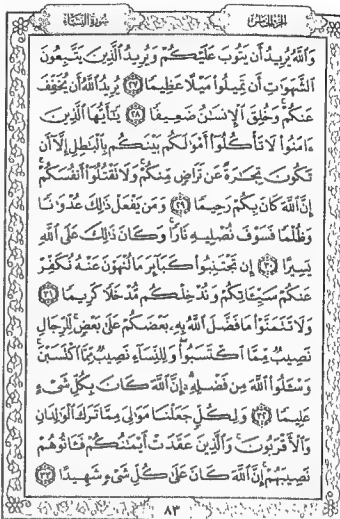 الجزء الخامس
سورة النساء
وَٱللَّهُ يُرِيدُ أَن يَتُوبَ عَلَيْكُمْ وَيُرِيدُ ٱلَّذِينَ يَتَّبِعُونَ
ٱلشَّهَوَٰتِ أَن تَمِيلُوا۟ مَيْلًا عَظِيمًا ٢٧ يُرِيدُ ٱللَّهُ أَن يُخَفِّفَ
عَنكُمْ ۚ وَخُلِقَ ٱلْإِنسَٰنُ ضَعِيفًا ٢٨ يَٰٓأَيُّهَا ٱلَّذِينَ
ءَامَنُوا۟ لَا تَأْكُلُوٓا۟ أَمْوَٰلَكُم بَيْنَكُم بِٱلْبَٰطِلِ إِلَّآ أَن
تَكُونَ تِجَٰرَةً عَن تَرَاضٍ مِّنكُمْ ۚ وَلَا تَقْتُلُوٓا۟ أَنفُسَكُمْ ۚ
إِنَّ ٱللَّهَ كَانَ بِكُمْ رَحِيمًا ٢٩ وَمَن يَفْعَلْ ذَٰلِكَ عُدْوَٰنًا
وَظُلْمًا فَسَوْفَ نُصْلِيهِ نَارًا ۚ وَكَانَ ذَٰلِكَ عَلَى ٱللَّهِ
يَسِيرًا ٣٠ إِن تَجْتَنِبُوا۟ كَبَآئِرَ مَا تُنْهَوْنَ عَنْهُ نُكَفِّرْ
عَنكُمْ سَيِّـَٔاتِكُمْ وَنُدْخِلْكُم مُّدْخَلًا كَرِيمًا ٣١
وَلَا تَتَمَنَّوْا۟ مَا فَضَّلَ ٱللَّهُ بِهِۦ بَعْضَكُمْ عَلَىٰ بَعْضٍ ۚ لِّلرِّجَالِ
نَصِيبٌ مِّمَّا ٱكْتَسَبُوا۟ ۖ وَلِلنِّسَآءِ نَصِيبٌ مِّمَّا ٱكْتَسَبْنَ ۚ
وَسْـَٔلُوا۟ ٱللَّهَ مِن فَضْلِهِۦٓ ۗ إِنَّ ٱللَّهَ كَانَ بِكُلِّ شَىْءٍ
عَلِيمًا ٣٢ وَلِكُلٍّ جَعَلْنَا مَوَٰلِىَ مِمَّا تَرَكَ ٱلْوَٰلِدَانِ
وَٱلْأَقْرَبُونَ ۚ وَٱلَّذِينَ عَقَدَتْ أَيْمَٰنُكُمْ فَـَٔاتُوهُمْ
نَصِيبَهُمْ ۚ إِنَّ ٱللَّهَ كَانَ عَلَىٰ كُلِّ شَىْءٍ شَهِيدًا ٣٣
٨٣